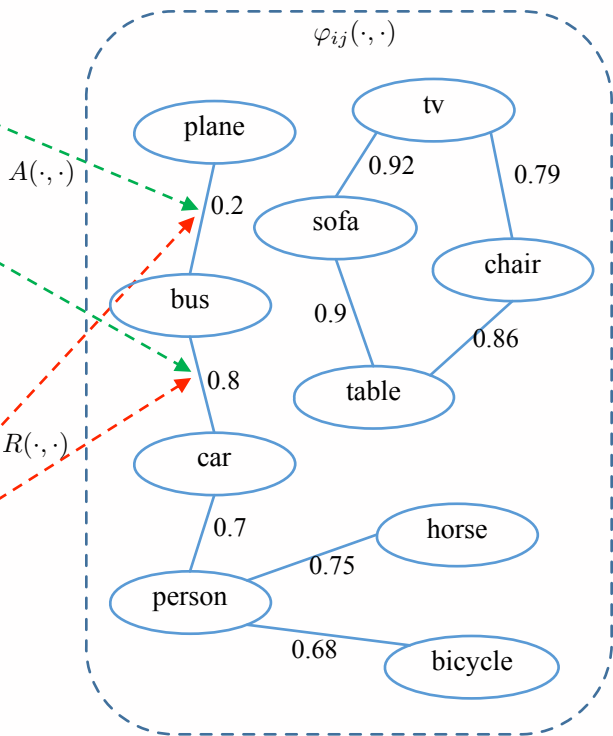 φij(·,·)
tv
plane
0.92
A(·,·)
0.79
0.2
sofa
chair
bus
0.9
0.86
0.8
table
R(·,·)
car
0.7
horse
0.75
person
0.68
bicycle